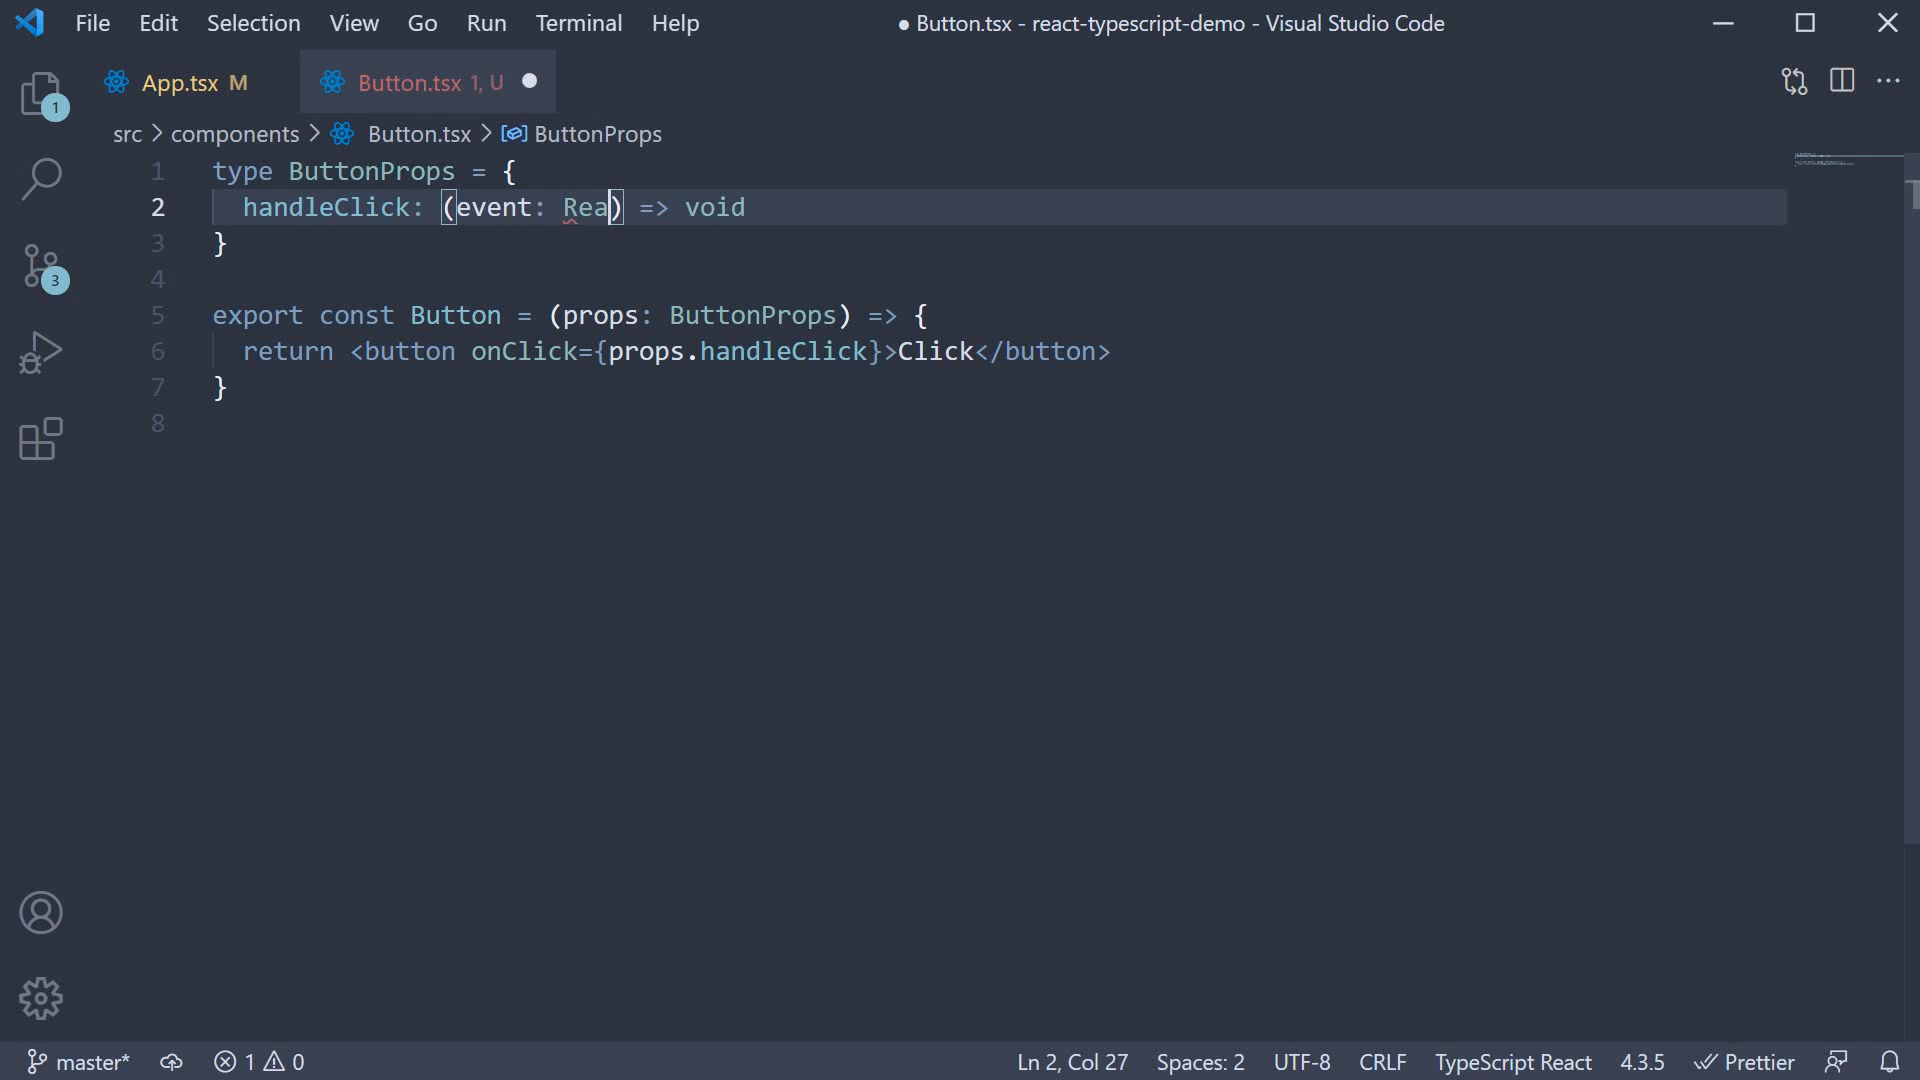 File Edit Selection View Go Run Terminal Help ● Button.tsx - react-typescript-demo - Visual Studio Code
App.tsx M Button.tsx 1, U
1
src > components > Button.tsx > ButtonProps
1 type ButtonProps = {
2 handleClick: (event: Rea) => void
3 }
4
5 export const Button = (props: ButtonProps) => {
6 return <button onClick={props.handleClick}>Click</button>
7 }
8
3
master* 1 0 Ln 2, Col 27 Spaces: 2 UTF-8 CRLF TypeScript React 4.3.5 Prettier